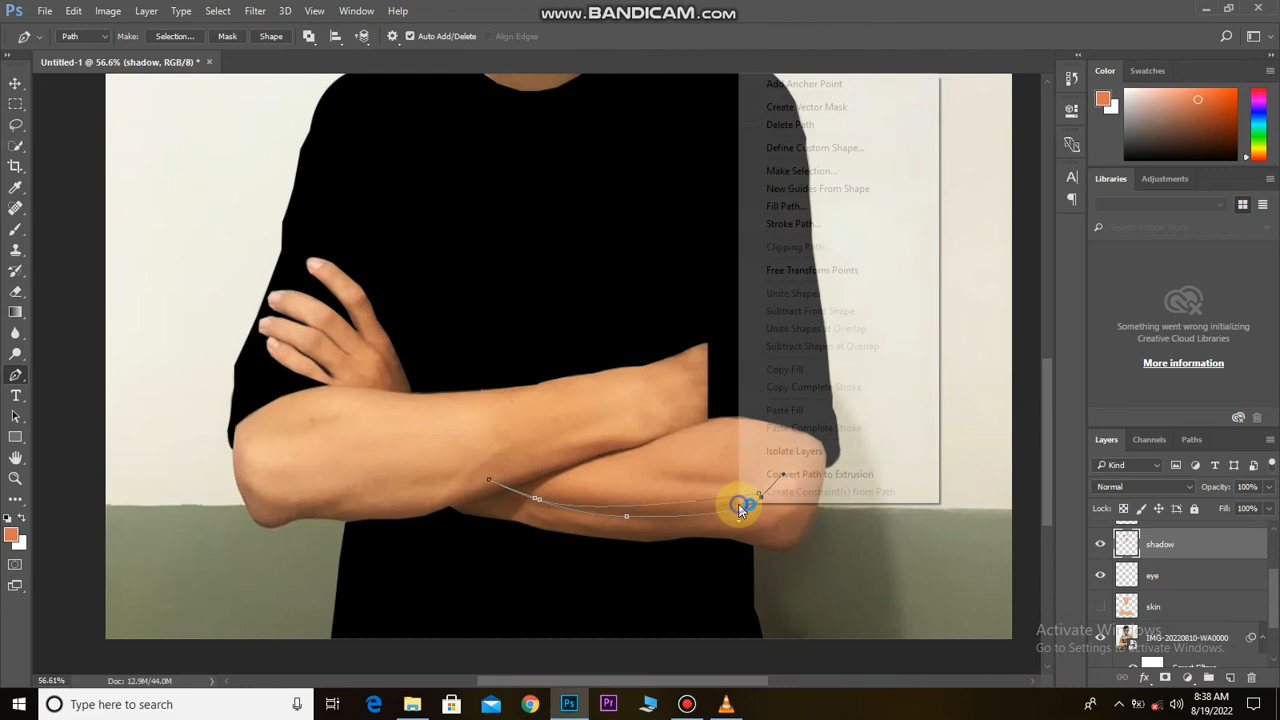 www.BANDICAM.com
Ps File Edit Image Layer Type Select Filter 3D View Window Help
Path Make: Selection... Mask Shape Auto Add/Delete Align Edges
Untitled-1 @ 56.6% (shadow, RGB/8) *
Add Anchor Point
Create Vector Mask
Delete Path
Define Custom Shape...
Make Selection...
New Guides From Shape
Fill Path...
Stroke Path...
Clipping Path...
Free Transform Points
Unite Shapes
Subtract From Shape
Unite Shapes at Overlap
Subtract Shapes at Overlap
Copy Fill
Copy Complete Stroke
Paste Fill
Paste Complete Stroke
Isolate Layers
Convert Path to Extrusion
Create Constraint(s) from Path
Color Swatches
Libraries Adjustments
Search Adobe Stock
Something went wrong initializing
Creative Cloud Libraries
More information
Layers Channels Paths
Kind
Normal Opacity: 100%
Lock: Fill: 100%
shadow
eye
skin
IMG-20220810-WA0000
Smart Filters
Activate Windows
Go to Settings to activate Windows.
56.61% Doc: 12.9M/44.0M
Type here to search
8:38 AM
8/19/2022